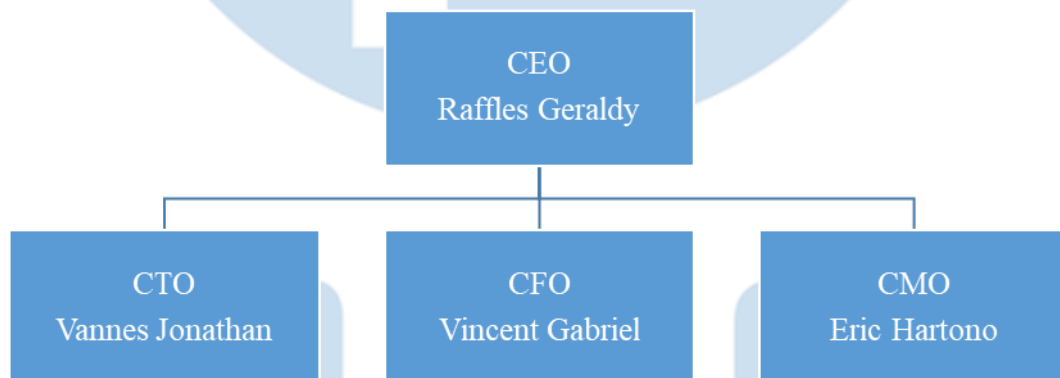 CEO
Raffles Geraldy
CTO
Vannes Jonathan
CFO
Vincent Gabriel
CMO
Eric Hartono